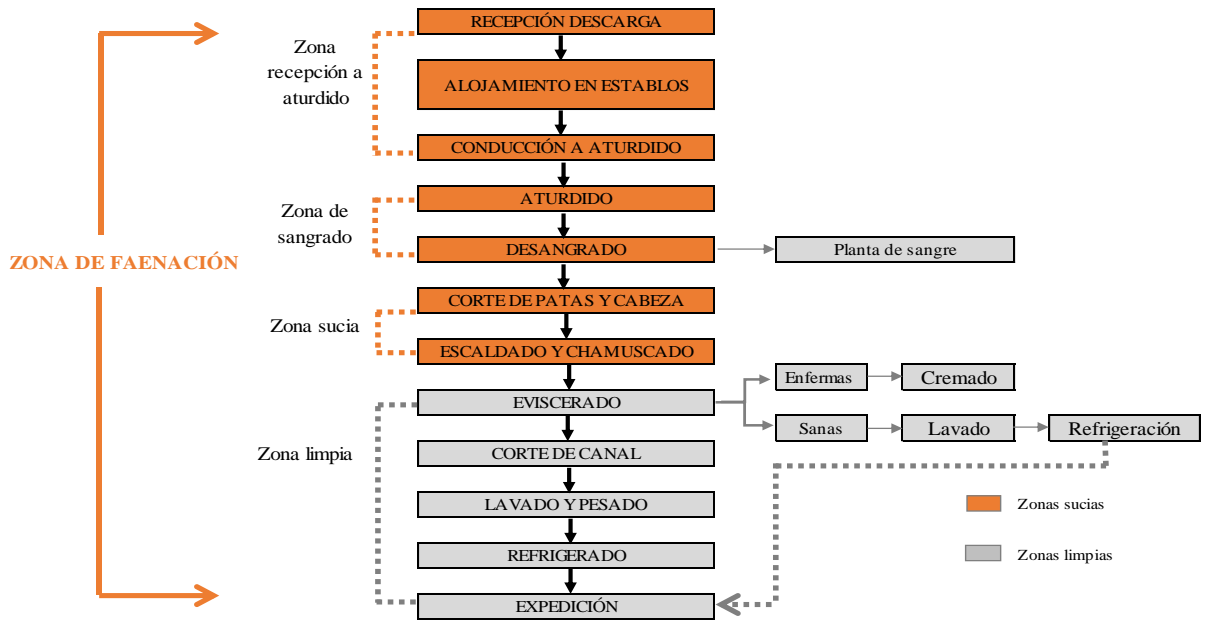 RECEPCIÓN DESCARGA
Zona
recepción a
aturdido
ALOJAMIENTO EN ESTABLOS
CONDUCCIÓN A ATURDIDO
ATURDIDO
Zona de
sangrado
DESANGRADO
Planta de sangre
ZONA DE FAENACIÓN
CORTE DE PATAS Y CABEZA
Zona sucia
ESCALDADO Y CHAMUSCADO
Enfermas
Cremado
EVISCERADO
Sanas
Lavado
Refrigeración
Zona limpia
CORTE DE CANAL
LAVADO Y PESADO
Zonas sucias
REFRIGERADO
Zonas limpias
EXPEDICIÓN